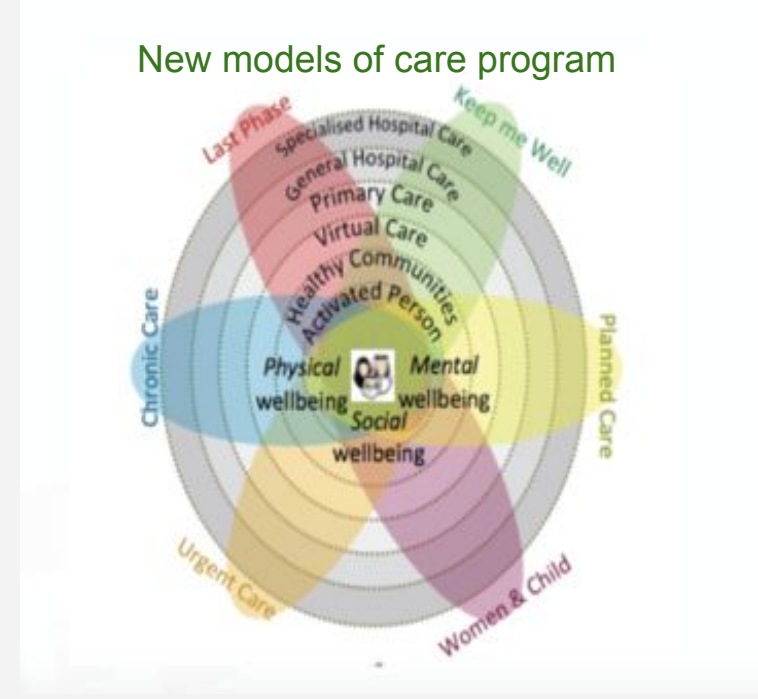 New models of care program
Last Phase
Keep me Well
Specialised Hospital Care
General Hospital Care
Primary Care
Virtual Care
Healthy Communities
Activated Person
Chronic Care
Planned Care
Physical
wellbeing
Mental
wellbeing
Social
wellbeing
Urgent Care
Women & Child